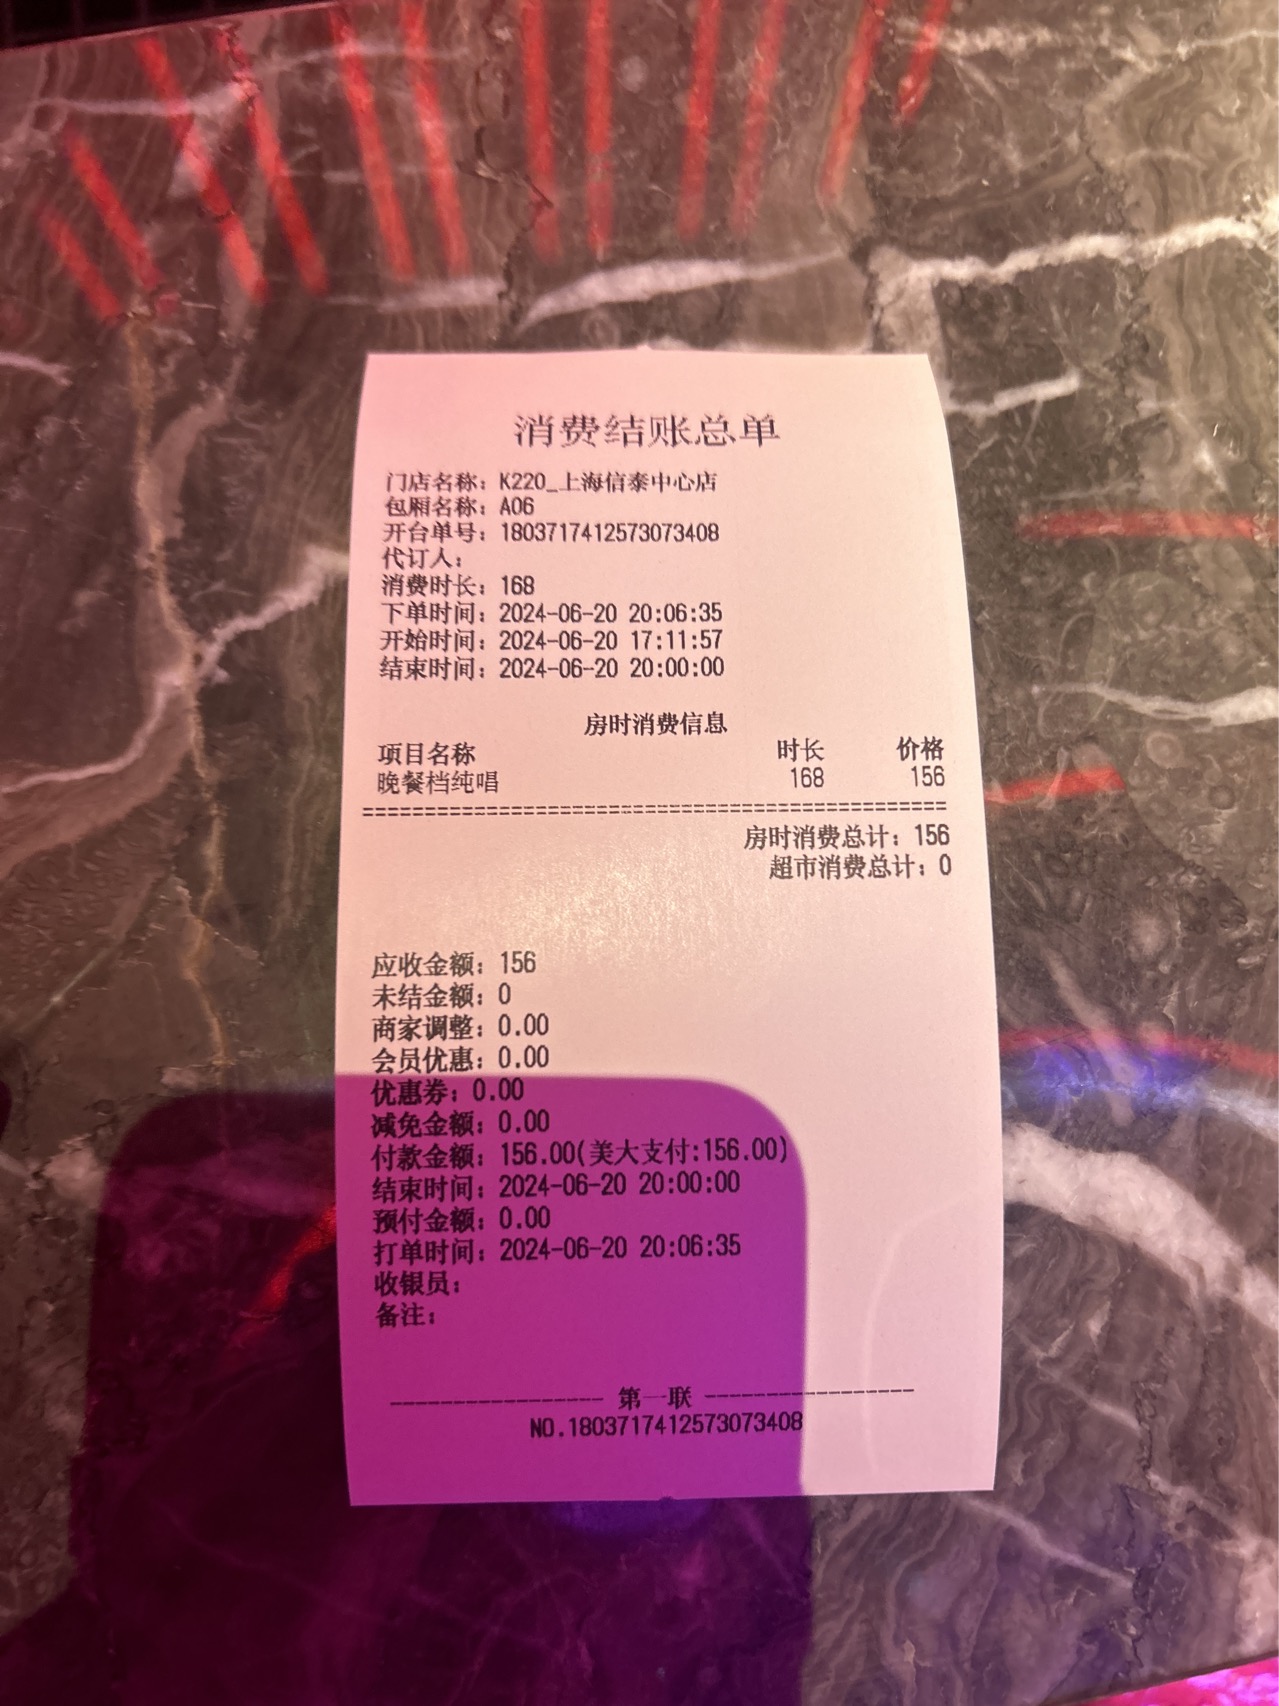 消费结账总单
门店名称：K220_上海信泰中心店
包厢名称：A06
开台单号：1803717412573073408
代订人：
消费时长：168
下单时间：2024-06-20 20:06:35
开始时间：2024-06-20 17:11:57
结束时间：2024-06-20 20:00:00
房时消费信息
项目名称 时长 价格
晚餐档纯唱 168 156
房时消费总计：156
超市消费总计：0
应收金额：156
未结金额：0
商家调整：0.00
会员优惠：0.00
优惠券：0.00
减免金额：0.00
付款金额：156.00(美大支付:156.00)
结束时间：2024-06-20 20:00:00
预付金额：0.00
打单时间：2024-06-20 20:06:35
收银员：
备注：
第一联
NO.1803717412573073408